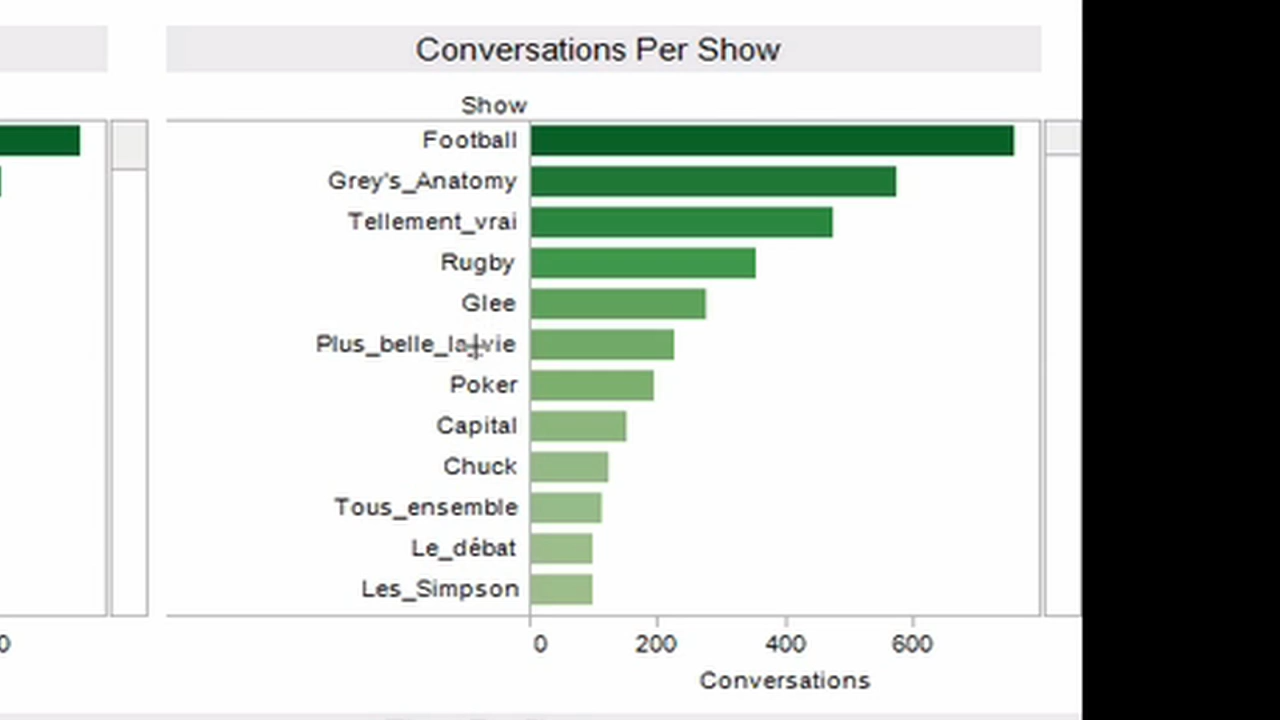 Conversations Per Show
Show
Football
Grey's_Anatomy
Tellement_vrai
Rugby
Glee
Plus_belle_la_vie
Poker
Capital
Chuck
Tous_ensemble
Le_débat
Les_Simpson
0 200 400 600
Conversations